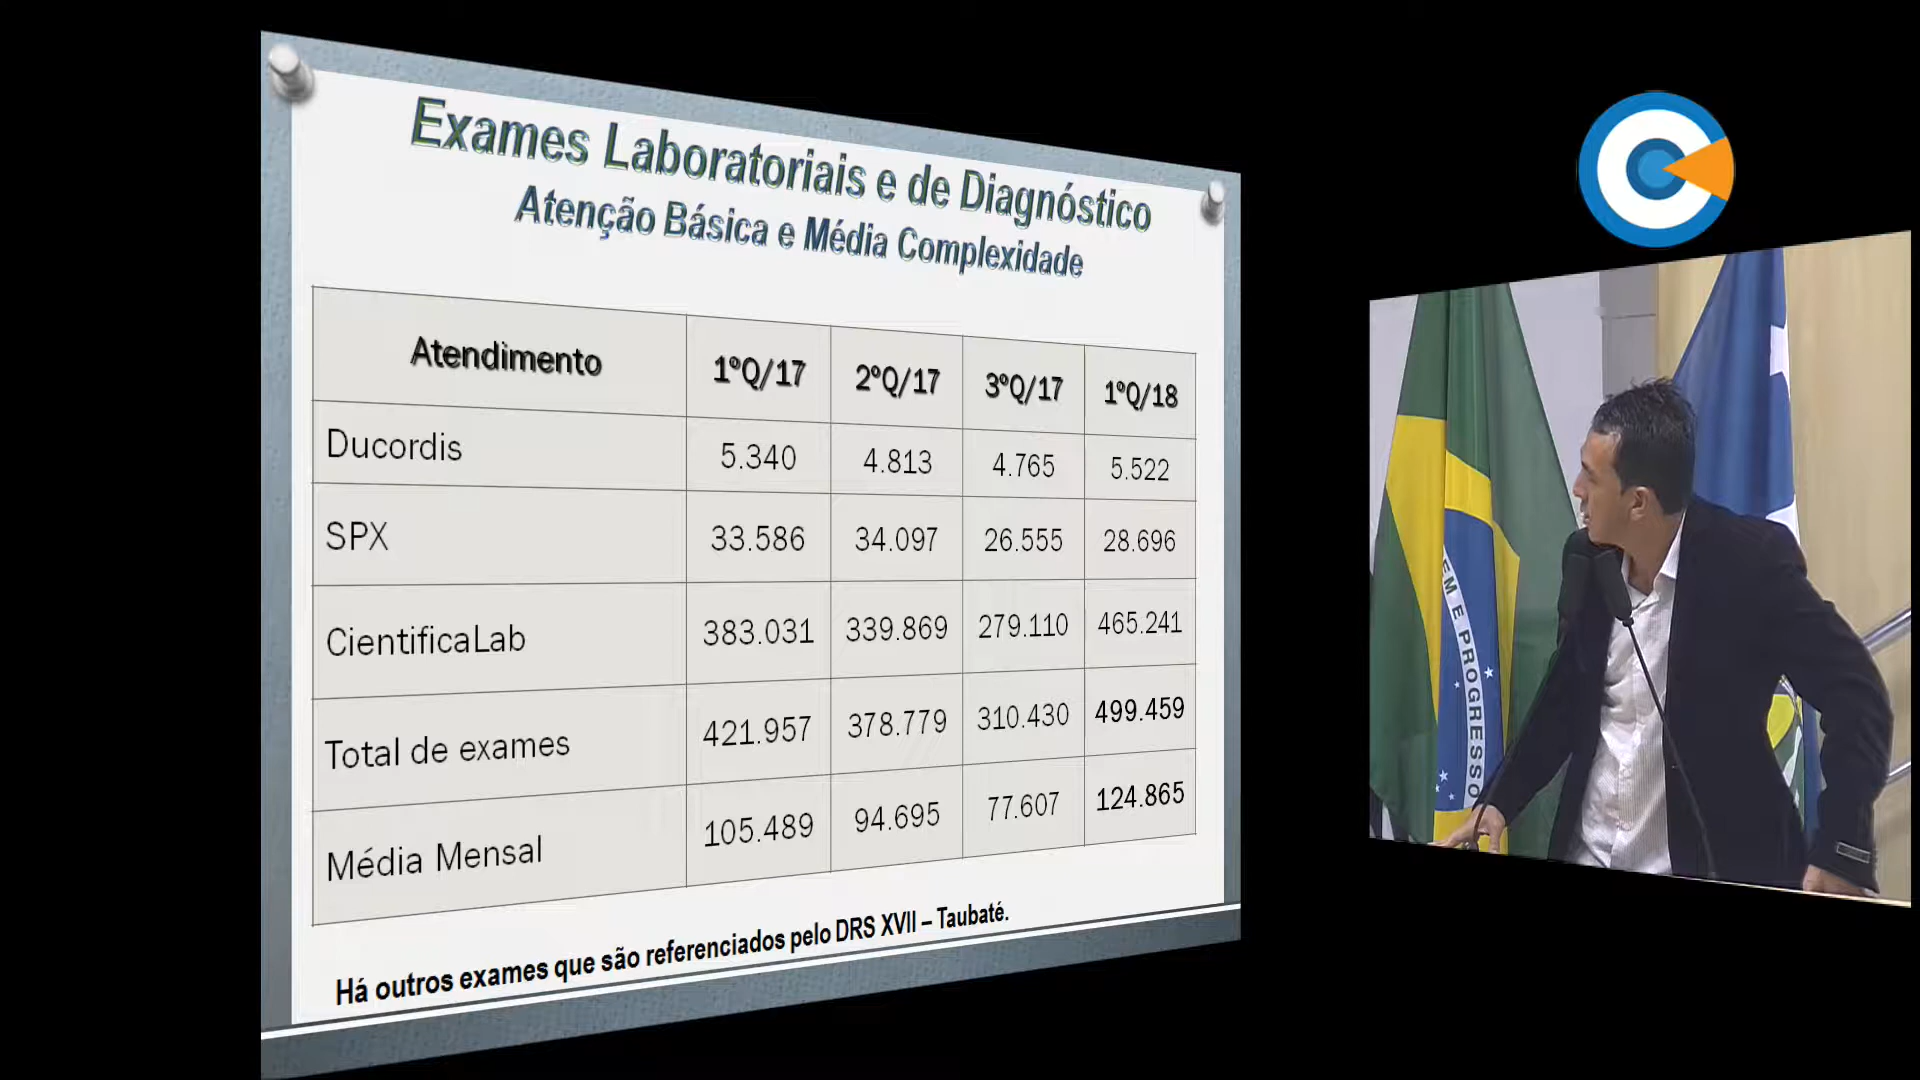 Exames Laboratoriais e de Diagnóstico
Atenção Básica e Média Complexidade
Atendimento 1ºQ/17 2ºQ/17 3ºQ/17 1ºQ/18
Ducordis 5.340 4.813 4.765 5.522
SPX 33.586 34.097 26.555 28.696
CientificaLab 383.031 339.869 279.110 465.241
Total de exames 421.957 378.779 310.430 499.459
Média Mensal 105.489 94.695 77.607 124.865
Há outros exames que são referenciados pelo DRS XVII – Taubaté.
EM E PROGRESSO